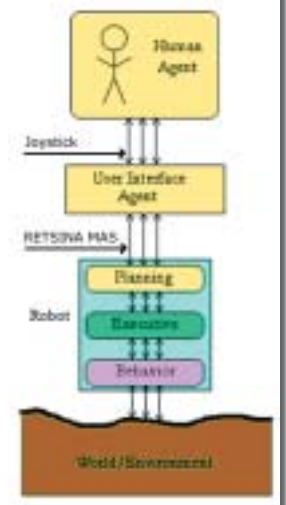 Human
Agent
Joystick
User Interface
Agent
RETSINA MAS
Planning
Robot
Executive
Behavior
World/Environment